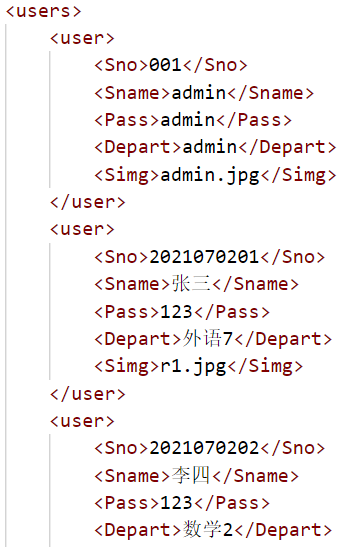 <users>
<user>
<Sno>001</Sno>
<Sname>admin</Sname>
<Pass>admin</Pass>
<Depart>admin</Depart>
<Simg>admin.jpg</Simg>
</user>
<user>
<Sno>2021070201</Sno>
<Sname>张三</Sname>
<Pass>123</Pass>
<Depart>外语7</Depart>
<Simg>r1.jpg</Simg>
</user>
<user>
<Sno>2021070202</Sno>
<Sname>李四</Sname>
<Pass>123</Pass>
<Depart>数学2</Depart>